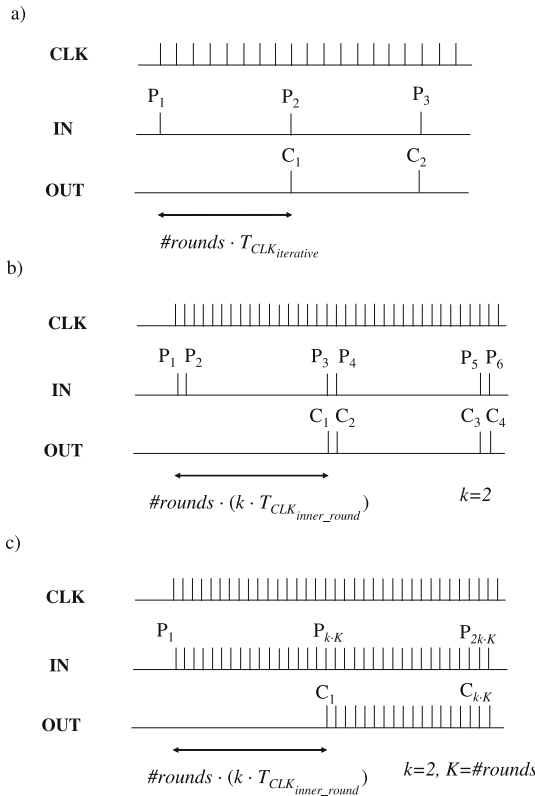 a)
CLK
P1 P2 P3
IN
C1 C2
OUT
#rounds · TCLKiterative
b)
CLK
P1 P2 P3 P4 P5 P6
IN
C1 C2 C3 C4
OUT
#rounds · (k · TCLKinner_round) k=2
c)
CLK
P1 Pk·K P2k·K
IN
C1 Ck·K
OUT
#rounds · (k · TCLKinner_round) k=2, K=#rounds